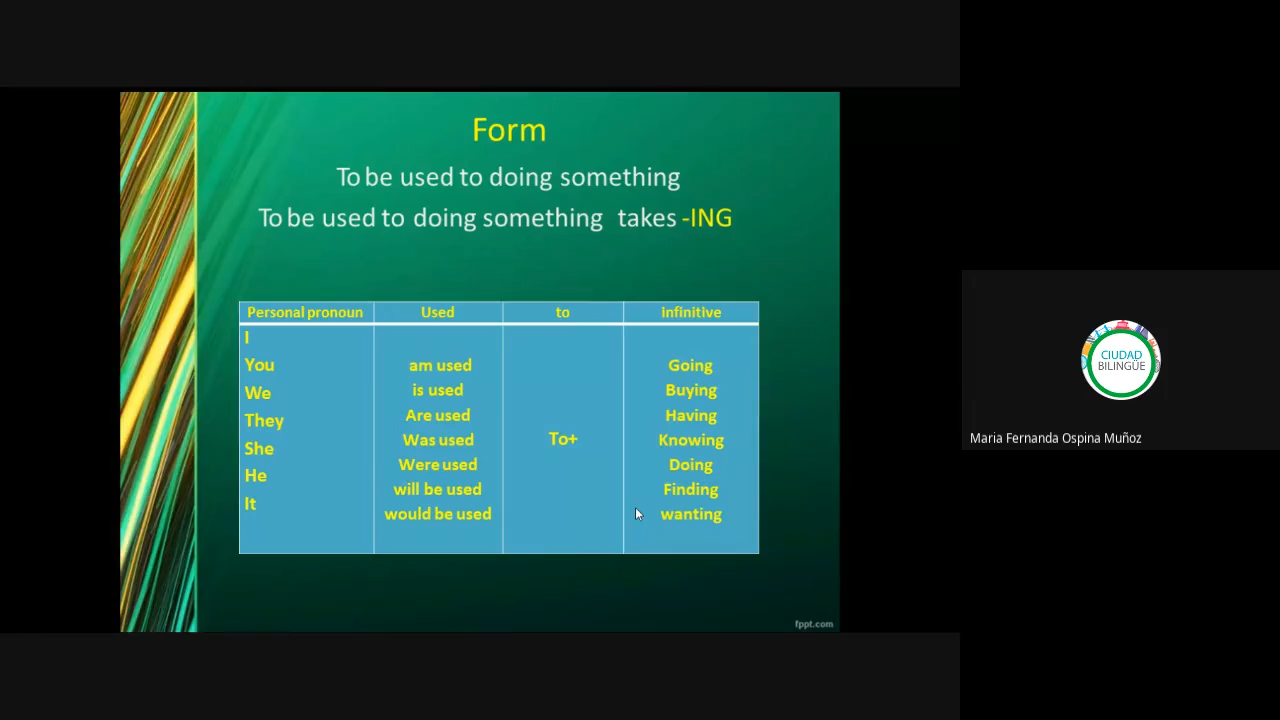 Form
To be used to doing something
To be used to doing something takes -ING
Personal pronoun Used to infinitive
I
You am used Going
We is used Buying
They Are used Having
She Was used To+ Knowing
He Were used Doing
It will be used Finding
would be used wanting
fppt.com
CIUDAD
BILINGÜE
Maria Fernanda Ospina Muñoz